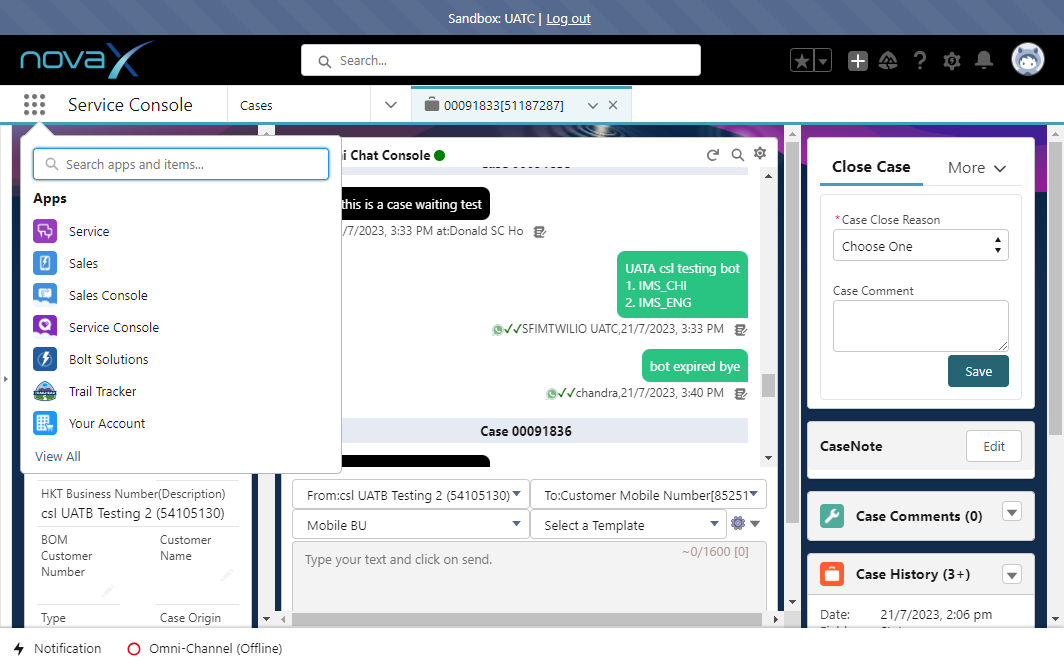 Sandbox: UATC | Log out
novaX
Search...
Service Console
Cases
00091833[51187287]
Search apps and items...
Apps
Service
Sales
Sales Console
Service Console
Bolt Solutions
Trail Tracker
Your Account
View All
HKT Business Number(Description)
csl UATB Testing 2 (54105130)
BOM
Customer
Number
Customer
Name
Type
Case Origin
i Chat Console
this is a case waiting test
/7/2023, 3:33 PM at:Donald SC Ho
UATA csl testing bot
1. IMS_CHI
2. IMS_ENG
SFIMTWILIO UATC,21/7/2023, 3:33 PM
bot expired bye
chandra,21/7/2023, 3:40 PM
Case 00091836
From:csl UATB Testing 2 (54105130)
To:Customer Mobile Number[85251
Mobile BU
Select a Template
Type your text and click on send.
~0/1600 [0]
Close Case
More
*Case Close Reason
Choose One
Case Comment
Save
CaseNote
Edit
Case Comments (0)
Case History (3+)
Date:
21/7/2023, 2:06 pm
Notification
Omni-Channel (Offline)